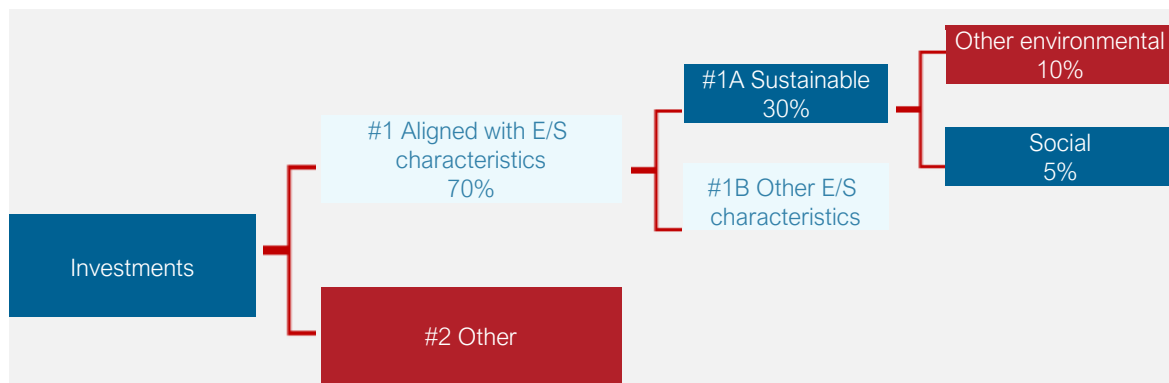 Investments
#1 Aligned with E/S
characteristics
70%
#2 Other
#1A Sustainable
30%
#1B Other E/S
characteristics
Other environmental
10%
Social
5%